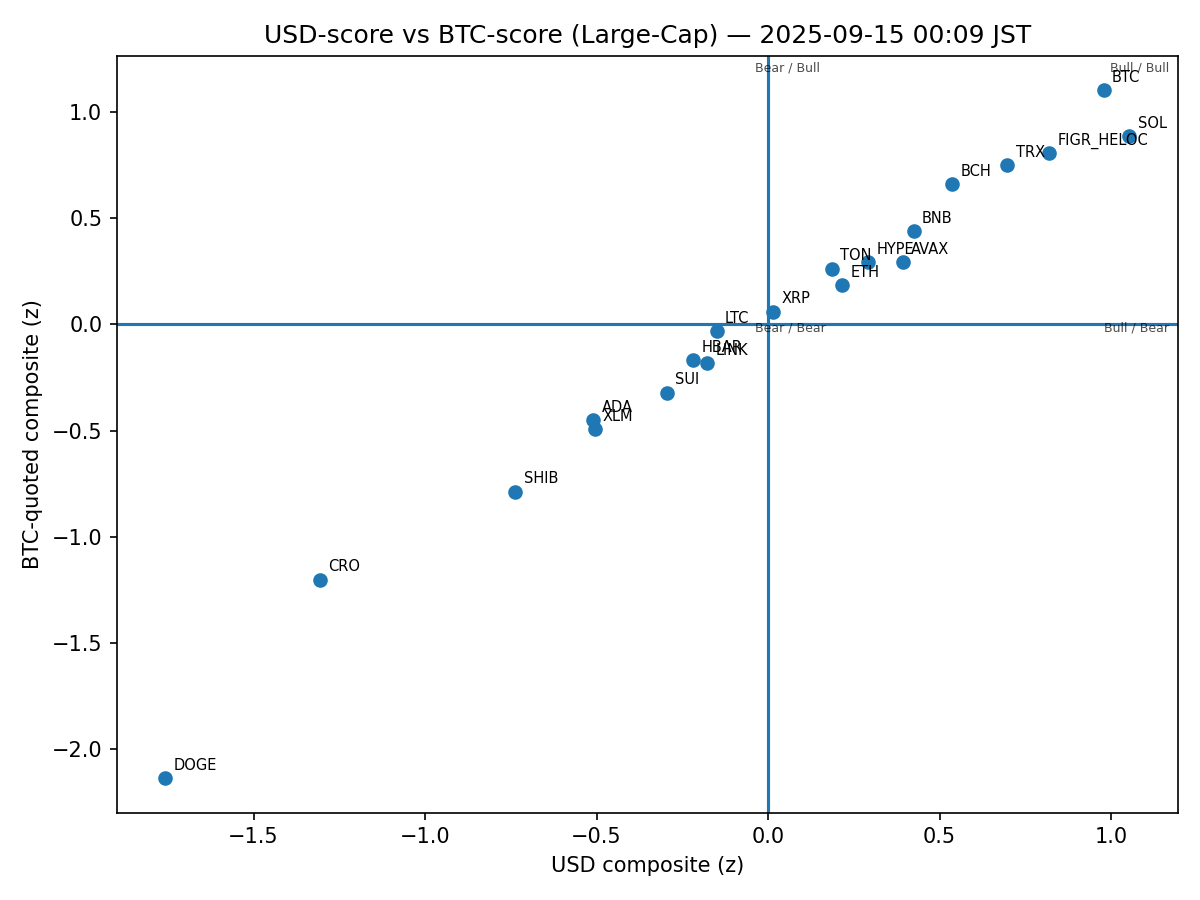 USD-score vs BTC-score (Large-Cap) — 2025-09-15 00:09 JST
Bear / Bull
Bull / Bull
BTC
SOL
FIGR_HELOC
TRX
BCH
BNB
HYPE
AVAX
TON
ETH
XRP
LTC
Bear / Bear
Bull / Bear
HBAR
LINK
SUI
ADA
XLM
SHIB
CRO
DOGE
1.0
0.5
0.0
−0.5
−1.0
−1.5
−2.0
BTC-quoted composite (z)
−1.5
−1.0
−0.5
0.0
0.5
1.0
USD composite (z)